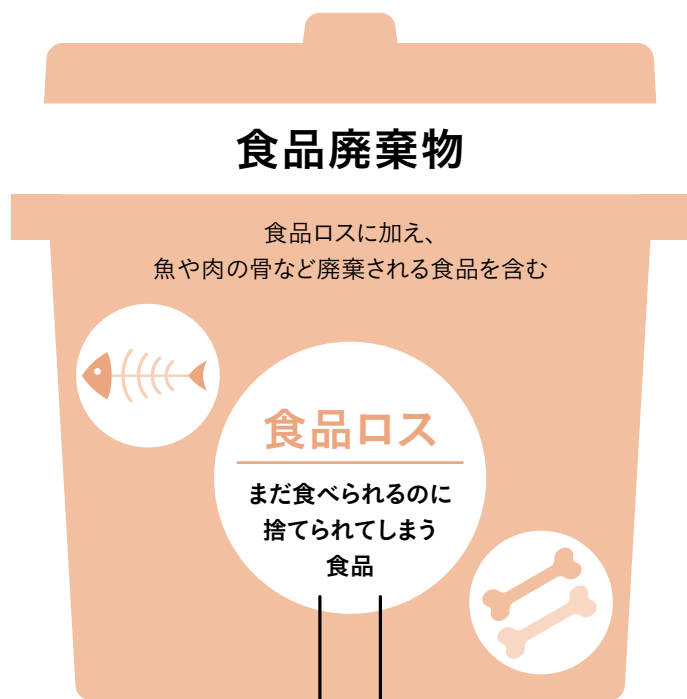 食品廃棄物
食品ロスに加え、
魚や肉の骨など廃棄される食品を含む
食品ロス
まだ食べられるのに
捨てられてしまう
食品